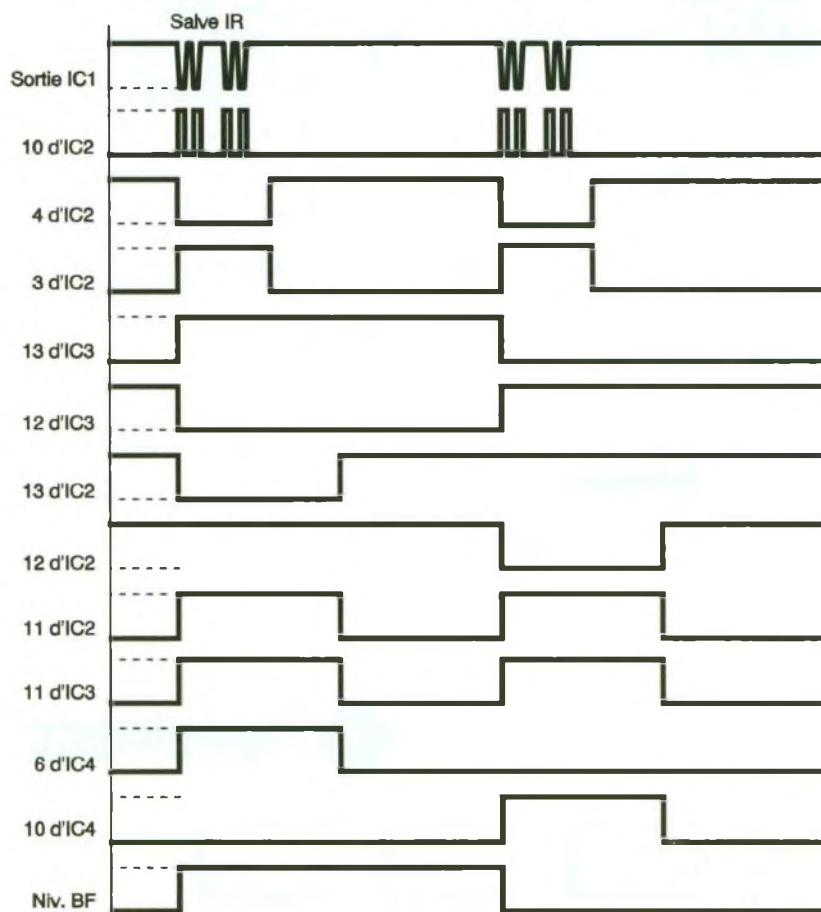 Salve IR
Sortie IC1
10 d'IC2
4 d'IC2
3 d'IC2
13 d'IC3
12 d'IC3
13 d'IC2
12 d'IC2
11 d'IC2
11 d'IC3
6 d'IC4
10 d'IC4
Niv. BF